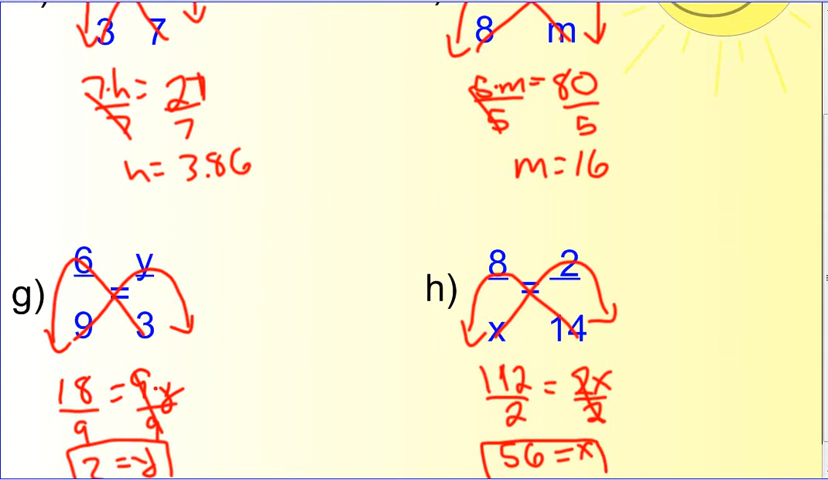 3 7
7·h = 27
7 7
h = 3.86
8 m
5·m = 80
5 5
m = 16
g) 6 = y
9 3
18 = 9·y
9 9
2 = y
h) 8 = 2
x 14
112 = 2x
2 2
56 = x